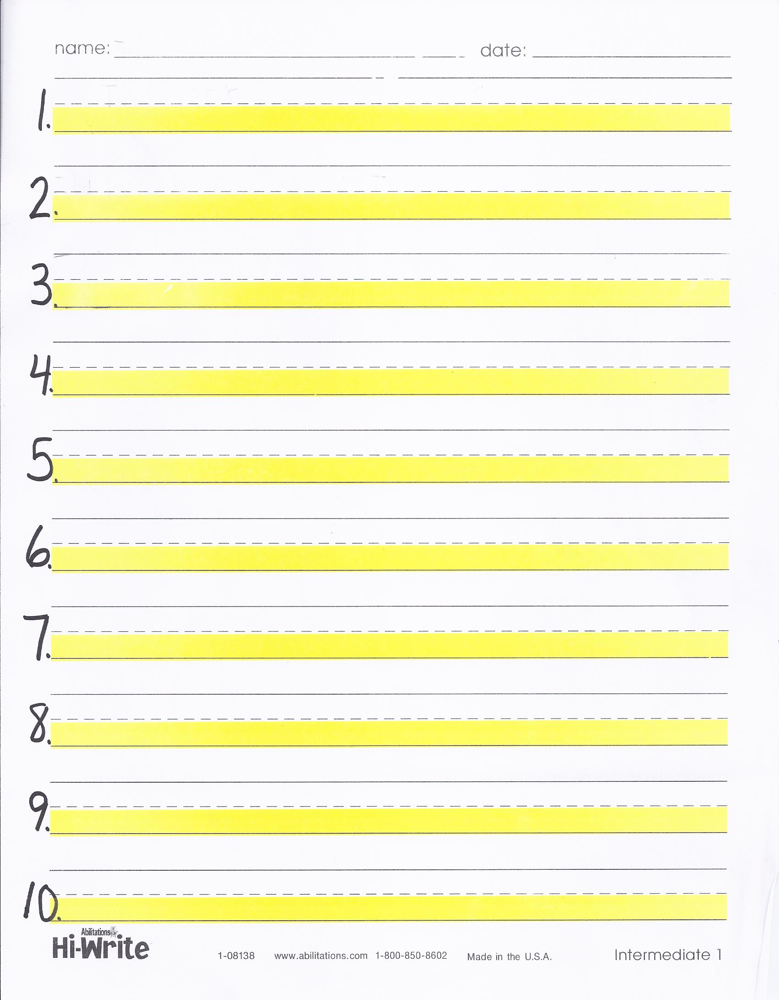 name: date:
1.
2.
3.
4.
5.
6.
7.
8.
9.
10.
Abilitations
Hi-Write
1-08138 www.abilitations.com 1-800-850-8602 Made in the U.S.A. Intermediate 1